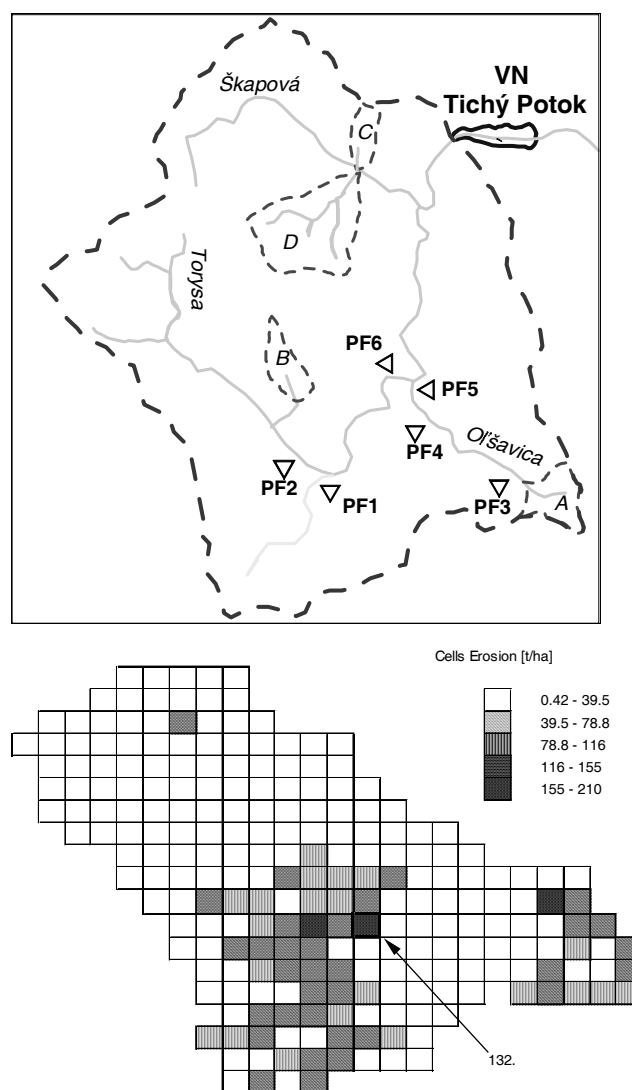 VN
Tichý Potok
Škapová
C
D
Torysa
B
PF6
PF5
PF4
Oľšavica
PF2
PF1
PF3
A
Cells Erosion [t/ha]
0.42 - 39.5
39.5 - 78.8
78.8 - 116
116 - 155
155 - 210
132.